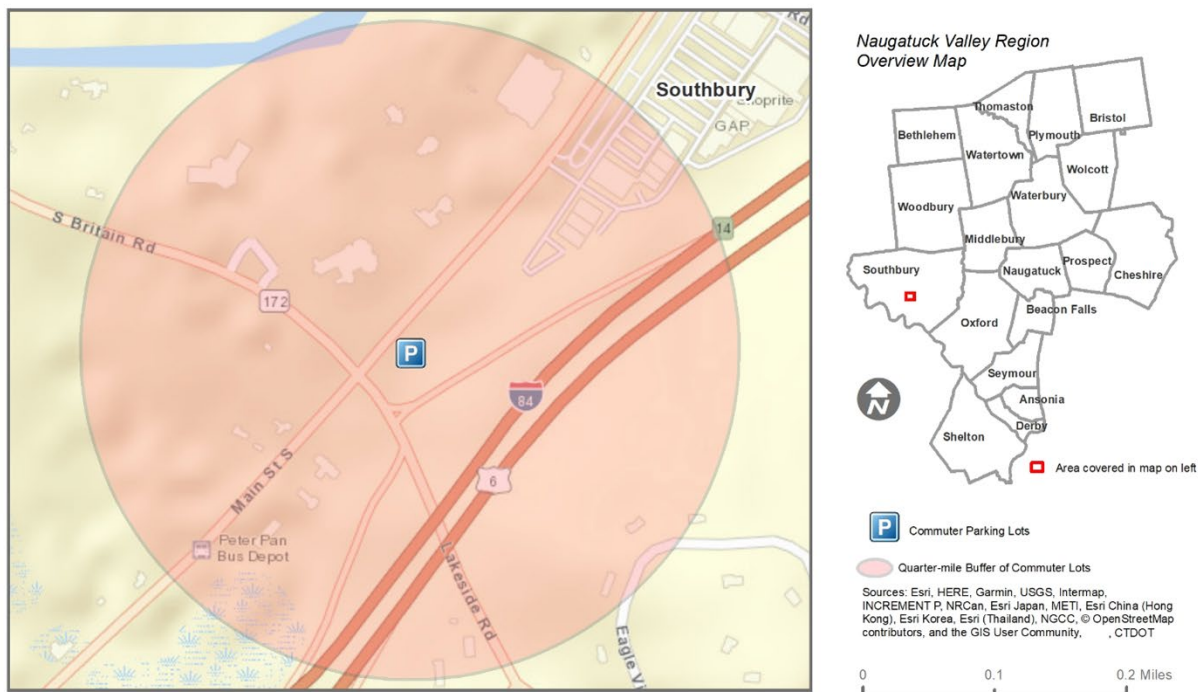 Rd
Southbury
Shoprite
GAP
S Britain Rd
14
172
P
84
6
Main St S
Peter Pan
Bus Depot
Lakeside Rd
Eagle Vi
Naugatuck Valley Region
Overview Map
Thomaston
Bristol
Bethlehem
Plymouth
Watertown
Wolcott
Waterbury
Woodbury
Middlebury
Southbury
Naugatuck
Prospect
Cheshire
Beacon Falls
Oxford
Seymour
N
Ansonia
Derby
Shelton
Area covered in map on left
P Commuter Parking Lots
Quarter-mile Buffer of Commuter Lots
Sources: Esri, HERE, Garmin, USGS, Intermap,
INCREMENT P, NRCan, Esri Japan, METI, Esri China (Hong
Kong), Esri Korea, Esri (Thailand), NGCC, © OpenStreetMap
contributors, and the GIS User Community, , CTDOT
0 0.1 0.2 Miles